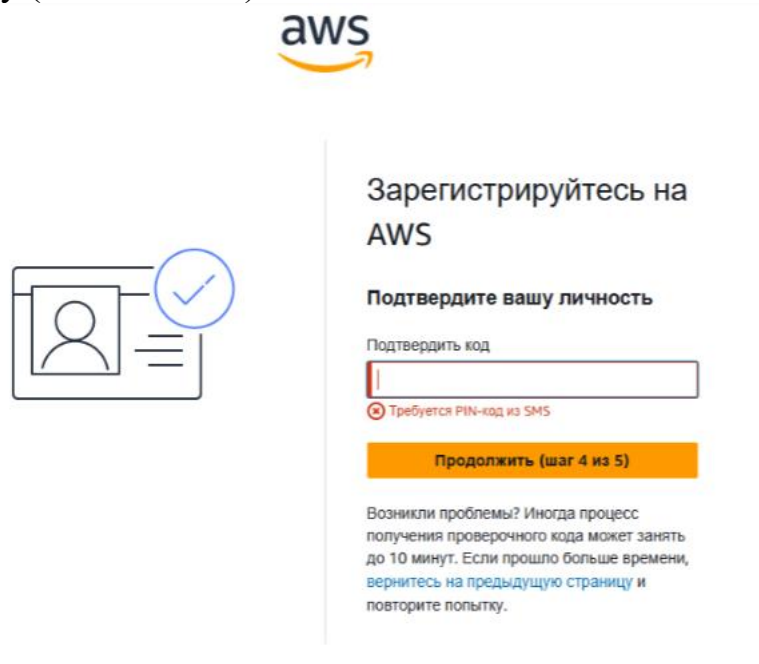 aws
Зарегистрируйтесь на
AWS
Подтвердите вашу личность
Подтвердить код
Требуется PIN-код из SMS
Продолжить (шаг 4 из 5)
Возникли проблемы? Иногда процесс
получения проверочного кода может занять
до 10 минут. Если прошло больше времени,
вернитесь на предыдущую страницу и
повторите попытку.